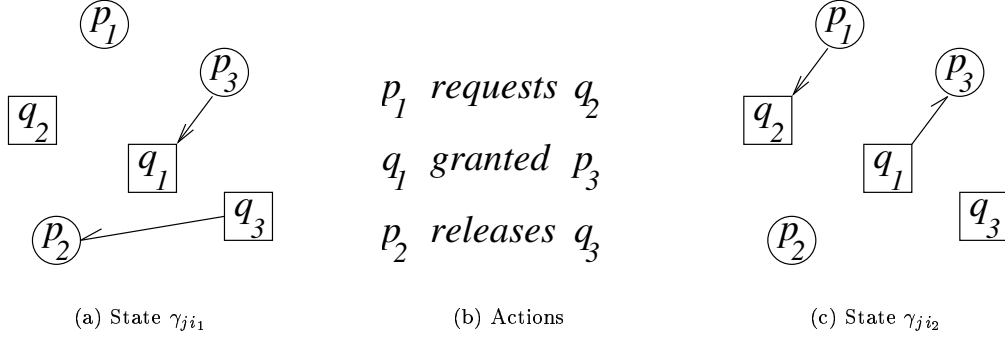 p1
p3
q2
q1
q3
p2
(a) State γji1
p1 requests q2
q1 granted p3
p2 releases q3
(b) Actions
p1
p3
q2
q1
q3
p2
(c) State γji2